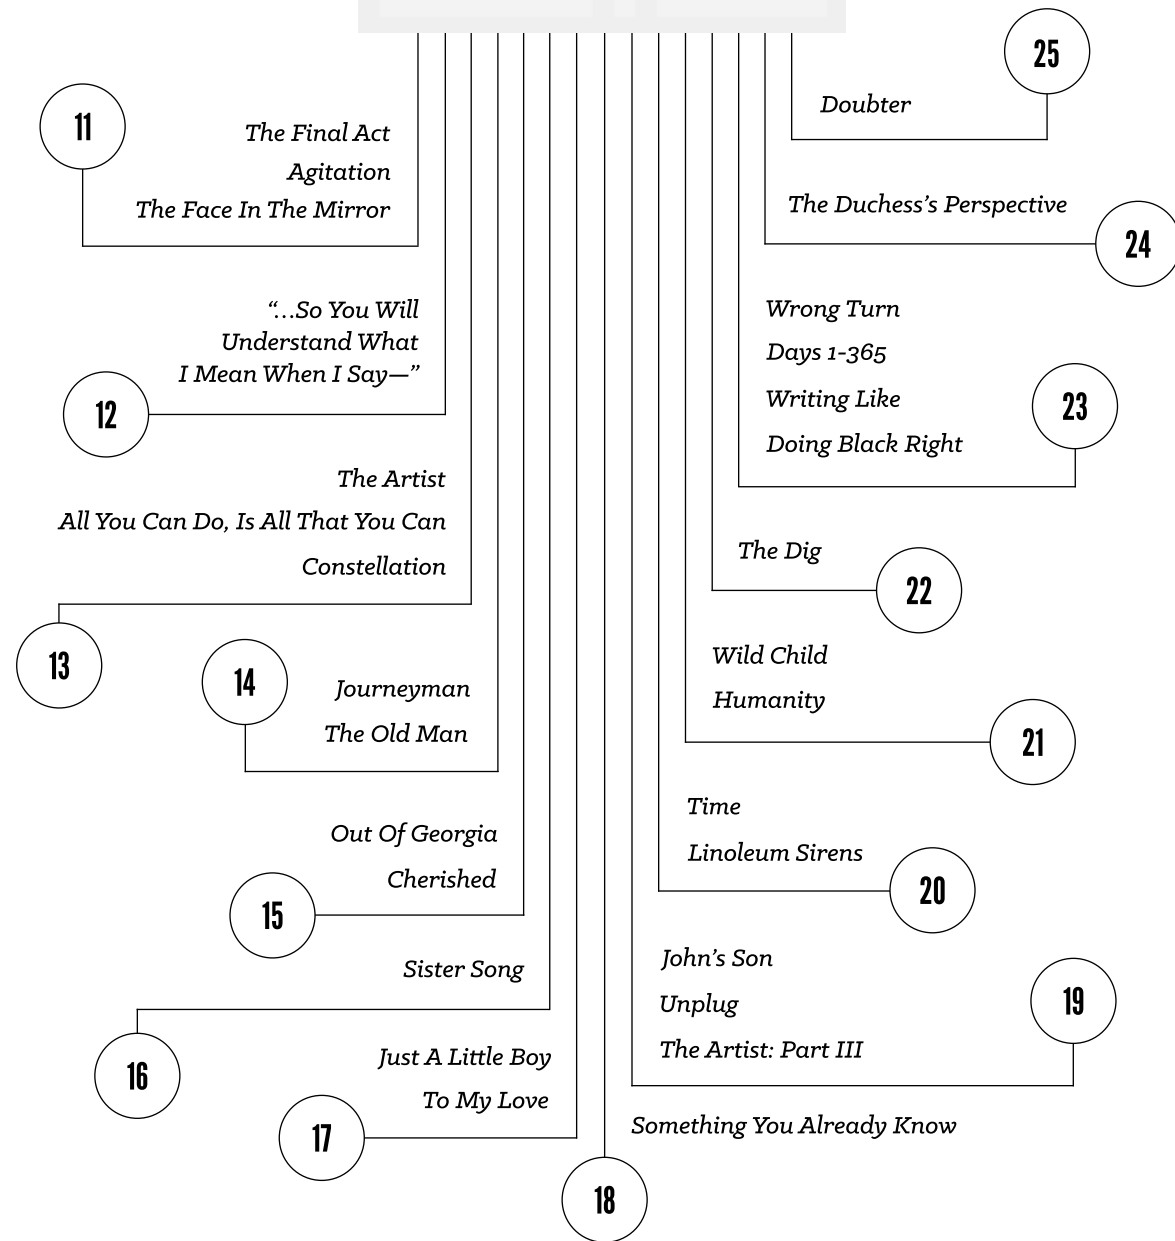 11
The Final Act
Agitation
The Face In The Mirror
“…So You Will
Understand What
I Mean When I Say—”
12
The Artist
All You Can Do, Is All That You Can
Constellation
13
14
Journeyman
The Old Man
Out Of Georgia
Cherished
15
Sister Song
16
Just A Little Boy
To My Love
17
18
Something You Already Know
John’s Son
Unplug
The Artist: Part III
19
Time
Linoleum Sirens
20
Wild Child
Humanity
21
The Dig
22
Wrong Turn
Days 1-365
Writing Like
Doing Black Right
23
The Duchess’s Perspective
24
Doubter
25